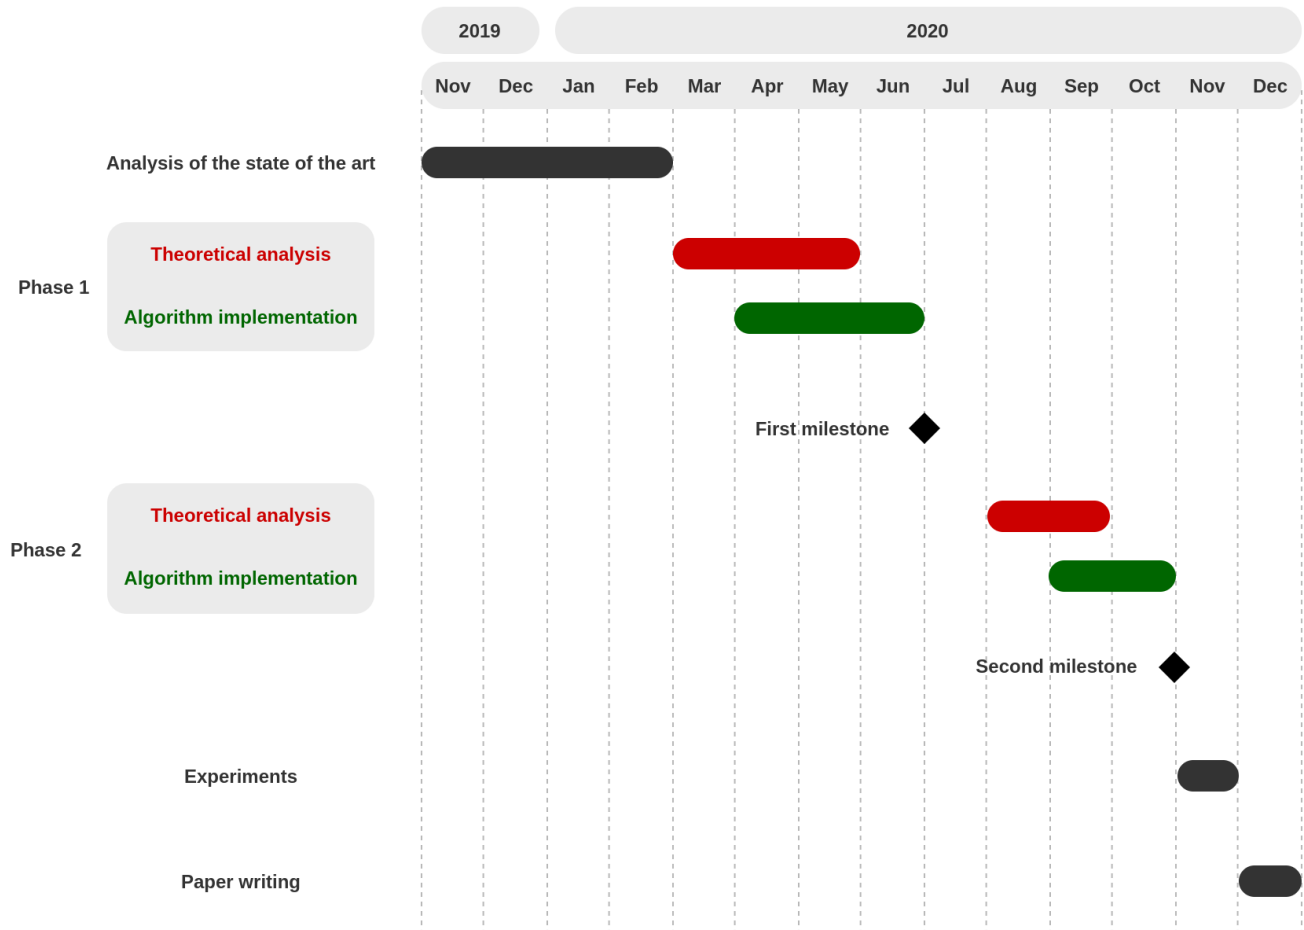 2019 2020
Nov Dec Jan Feb Mar Apr May Jun Jul Aug Sep Oct Nov Dec
Analysis of the state of the art
Phase 1
Theoretical analysis
Algorithm implementation
First milestone
Phase 2
Theoretical analysis
Algorithm implementation
Second milestone
Experiments
Paper writing